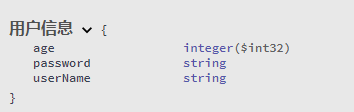 用户信息 {
age integer($int32)
password string
userName string
}